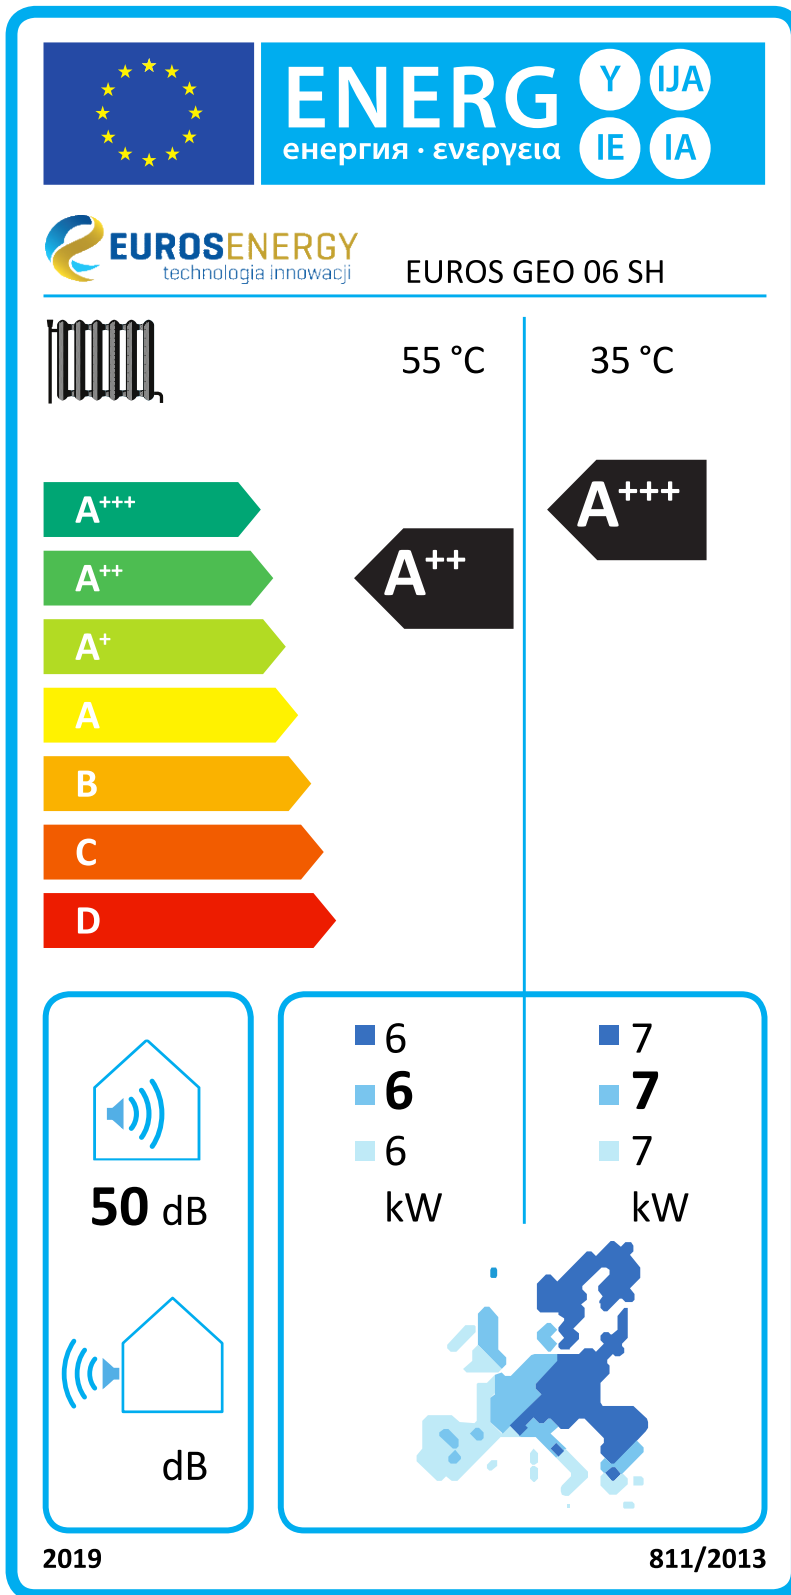 ENERG
Y IJA
IE IA
енергия · ενεργεια
EUROSENERGY
technologia innowacji
EUROS GEO 06 SH
55 °C
35 °C
A+++
A++
A+
A
B
C
D
A++
A+++
50 dB
dB
6
6
6
kW
7
7
7
kW
2019
811/2013